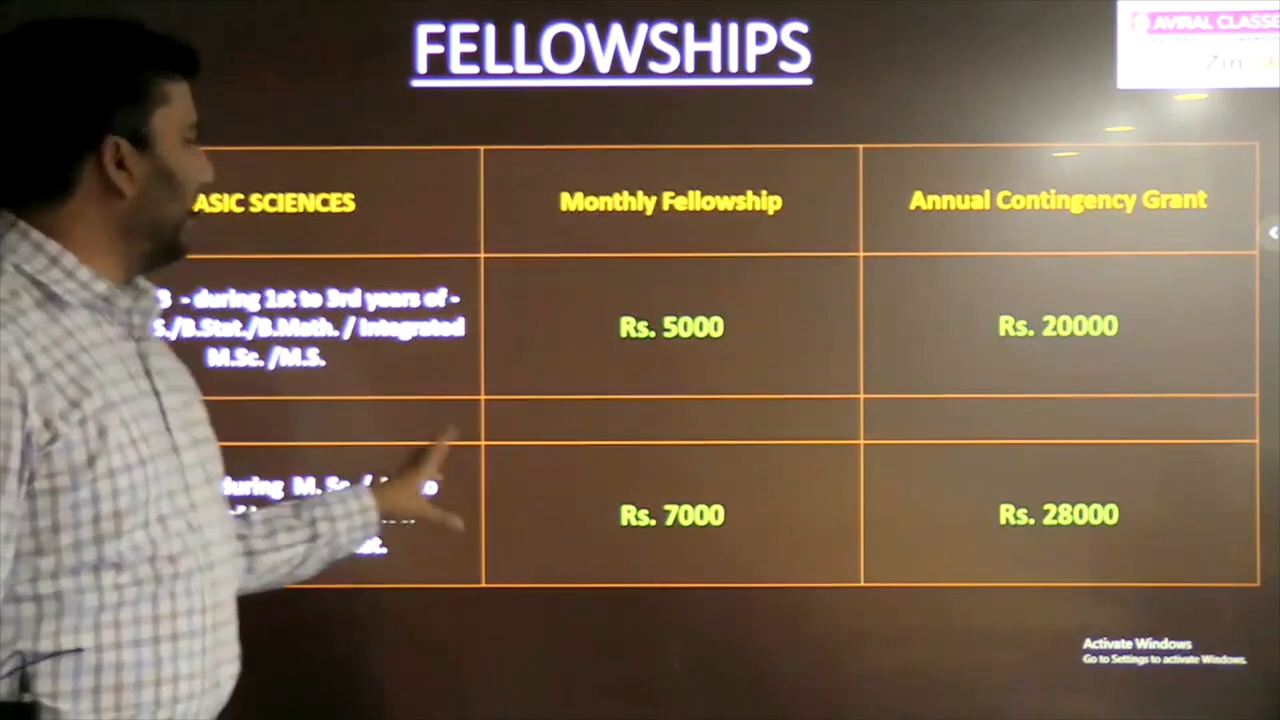 FELLOWSHIPS
AVIRAL CLASSE
ASIC SCIENCES
Monthly Fellowship
Annual Contingency Grant
- during 1st to 3rd years of -
S./B.Stat./B.Math. / Integrated
M.Sc. /M.S.
Rs. 5000
Rs. 20000
during M. Sc. /
Rs. 7000
Rs. 28000
Activate Windows
Go to Settings to activate Windows.